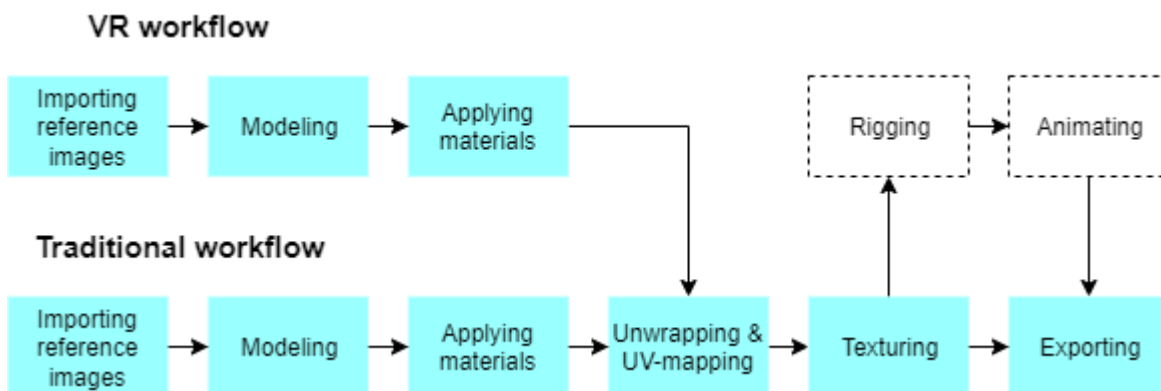 VR workflow
Importing
reference
images
Modeling
Applying
materials
Rigging
Animating
Traditional workflow
Importing
reference
images
Modeling
Applying
materials
Unwrapping &
UV-mapping
Texturing
Exporting